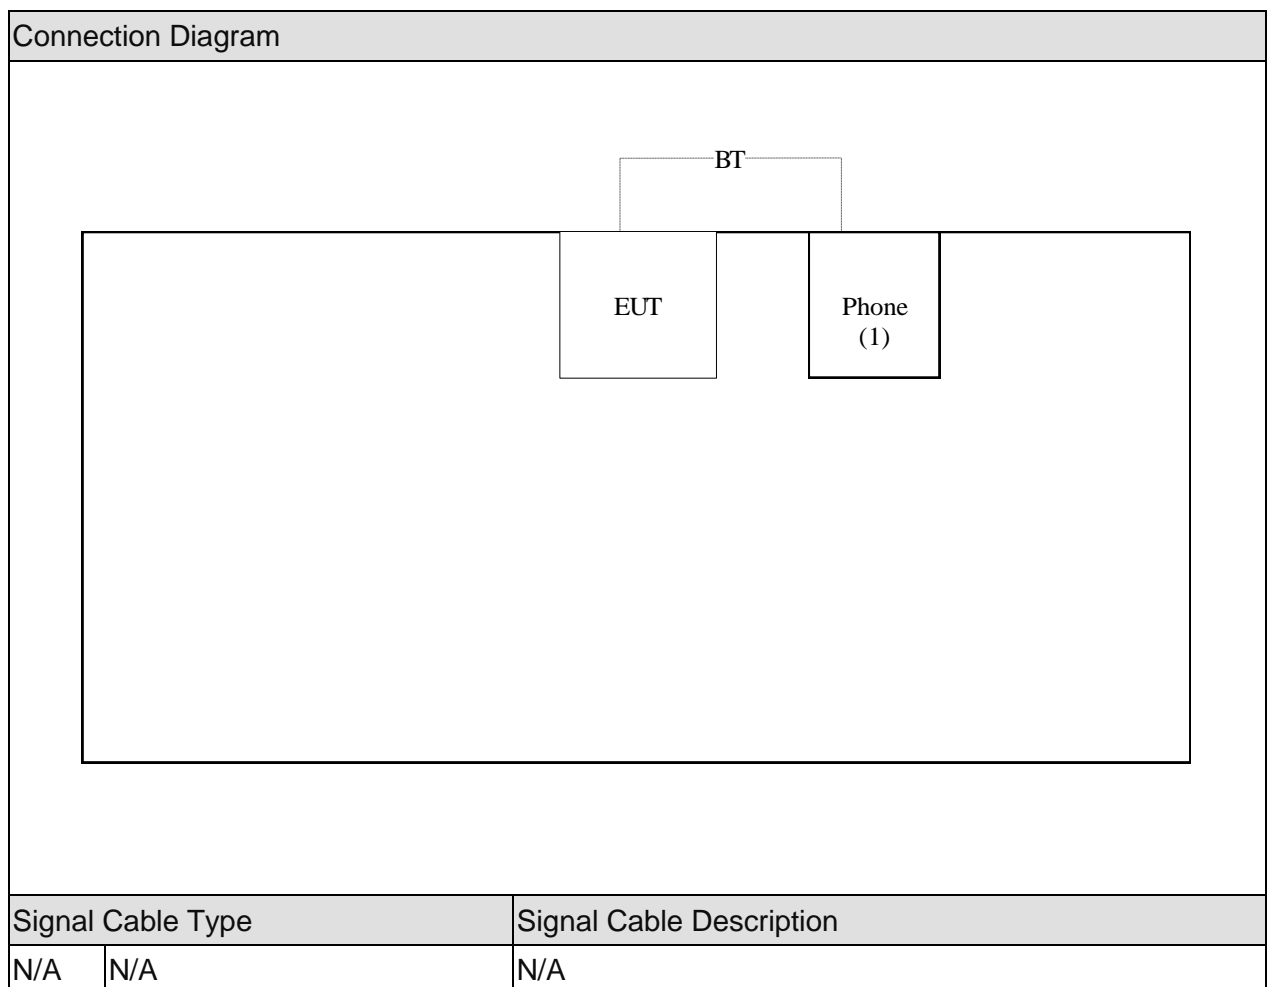 Connection Diagram
BT
EUT
Phone
(1)
Signal Cable Type Signal Cable Description
N/A N/A N/A